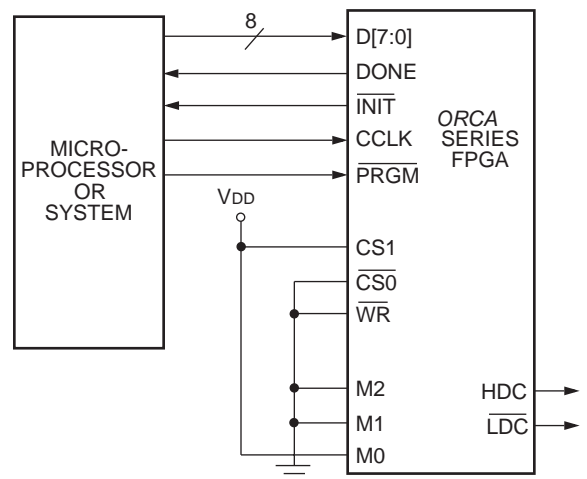 8
D[7:0]
DONE
INIT
CCLK
PRGM
MICRO-
PROCESSOR
OR
SYSTEM
ORCA
SERIES
FPGA
VDD
CS1
CS0
WR
M2
M1
M0
HDC
LDC